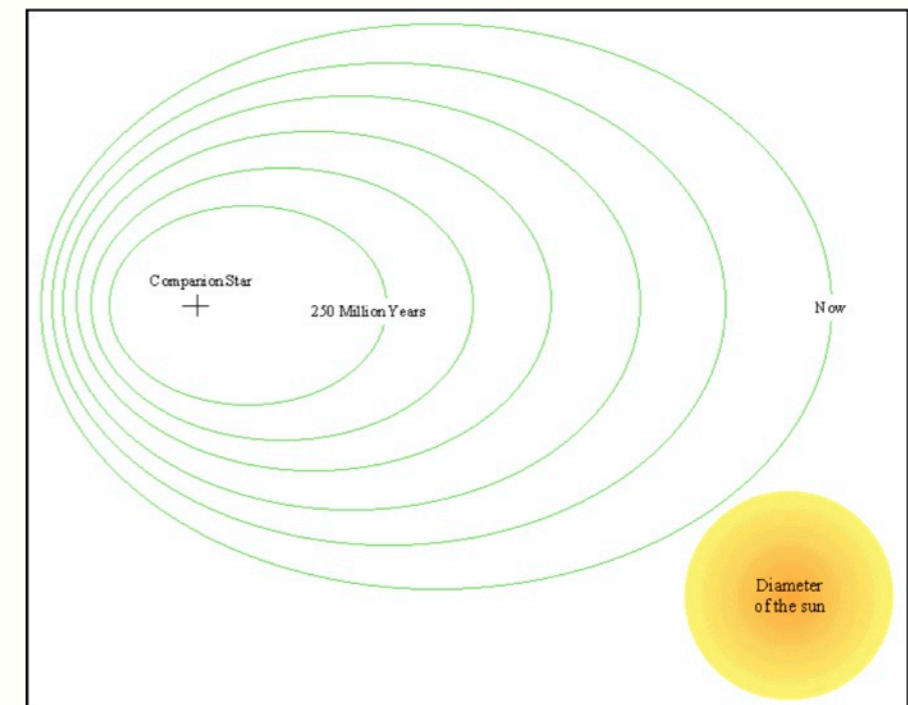 Companion Star
250 Million Years
Now
Diameter
of the sun